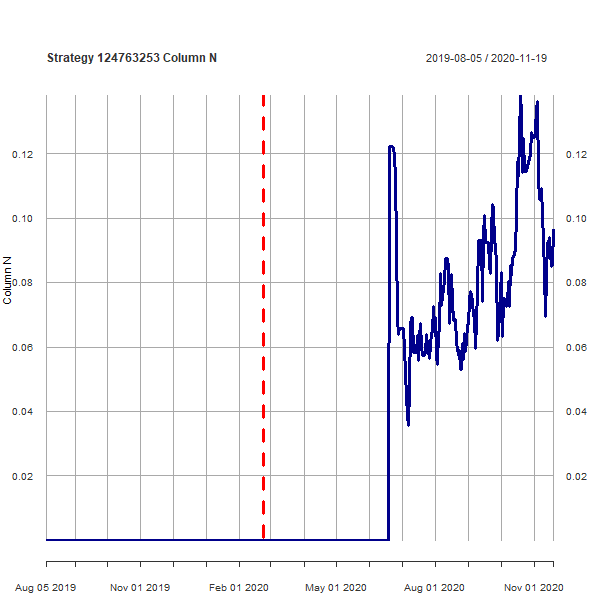 Strategy 124763253 Column N
2019-08-05 / 2020-11-19
Column N
0.12
0.10
0.08
0.06
0.04
0.02
0.12
0.10
0.08
0.06
0.04
0.02
Aug 05 2019
Nov 01 2019
Feb 01 2020
May 01 2020
Aug 01 2020
Nov 01 2020